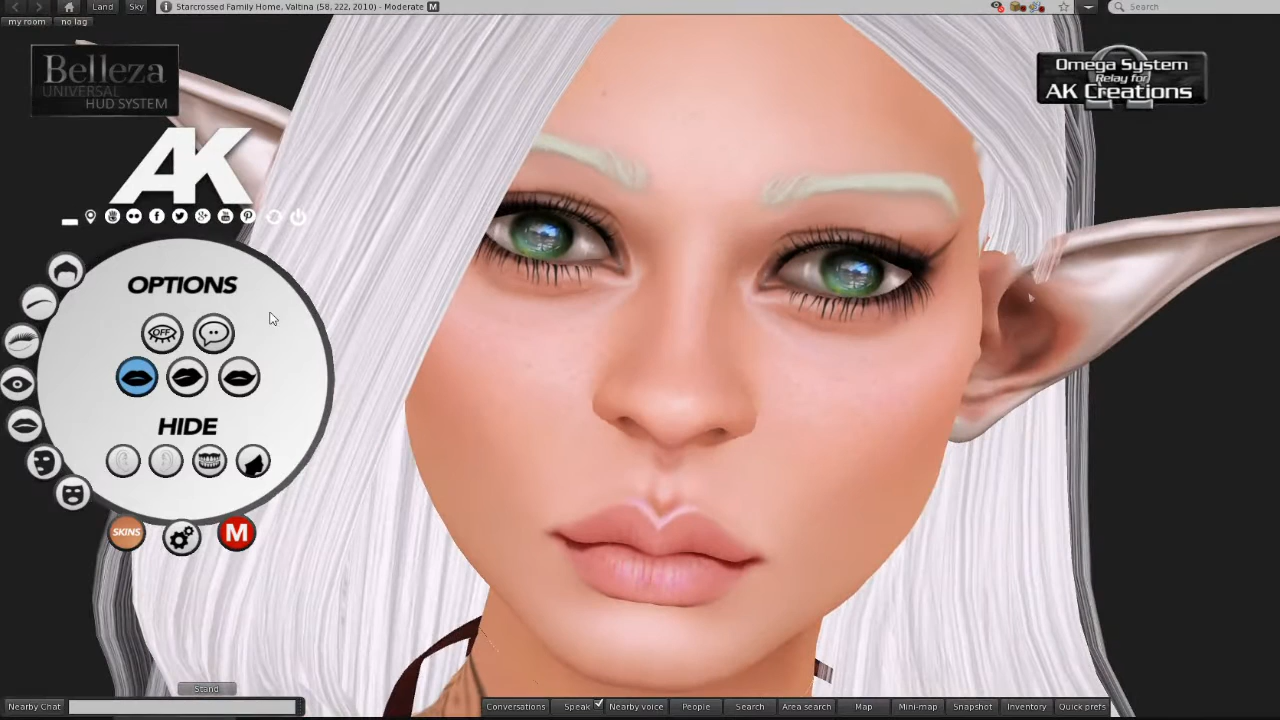 Land
Sky
Starcrossed Family Home, Valtina (58, 222, 2010) - Moderate
M
Search
my room
no lag
Belleza
UNIVERSAL
HUD SYSTEM
Omega System
Relay for
AK Creations
AK
OPTIONS
OFF
HIDE
SKINS
M
Stand
Nearby Chat
Conversations
Speak
Nearby voice
People
Search
Area search
Map
Mini-map
Snapshot
Inventory
Quick prefs